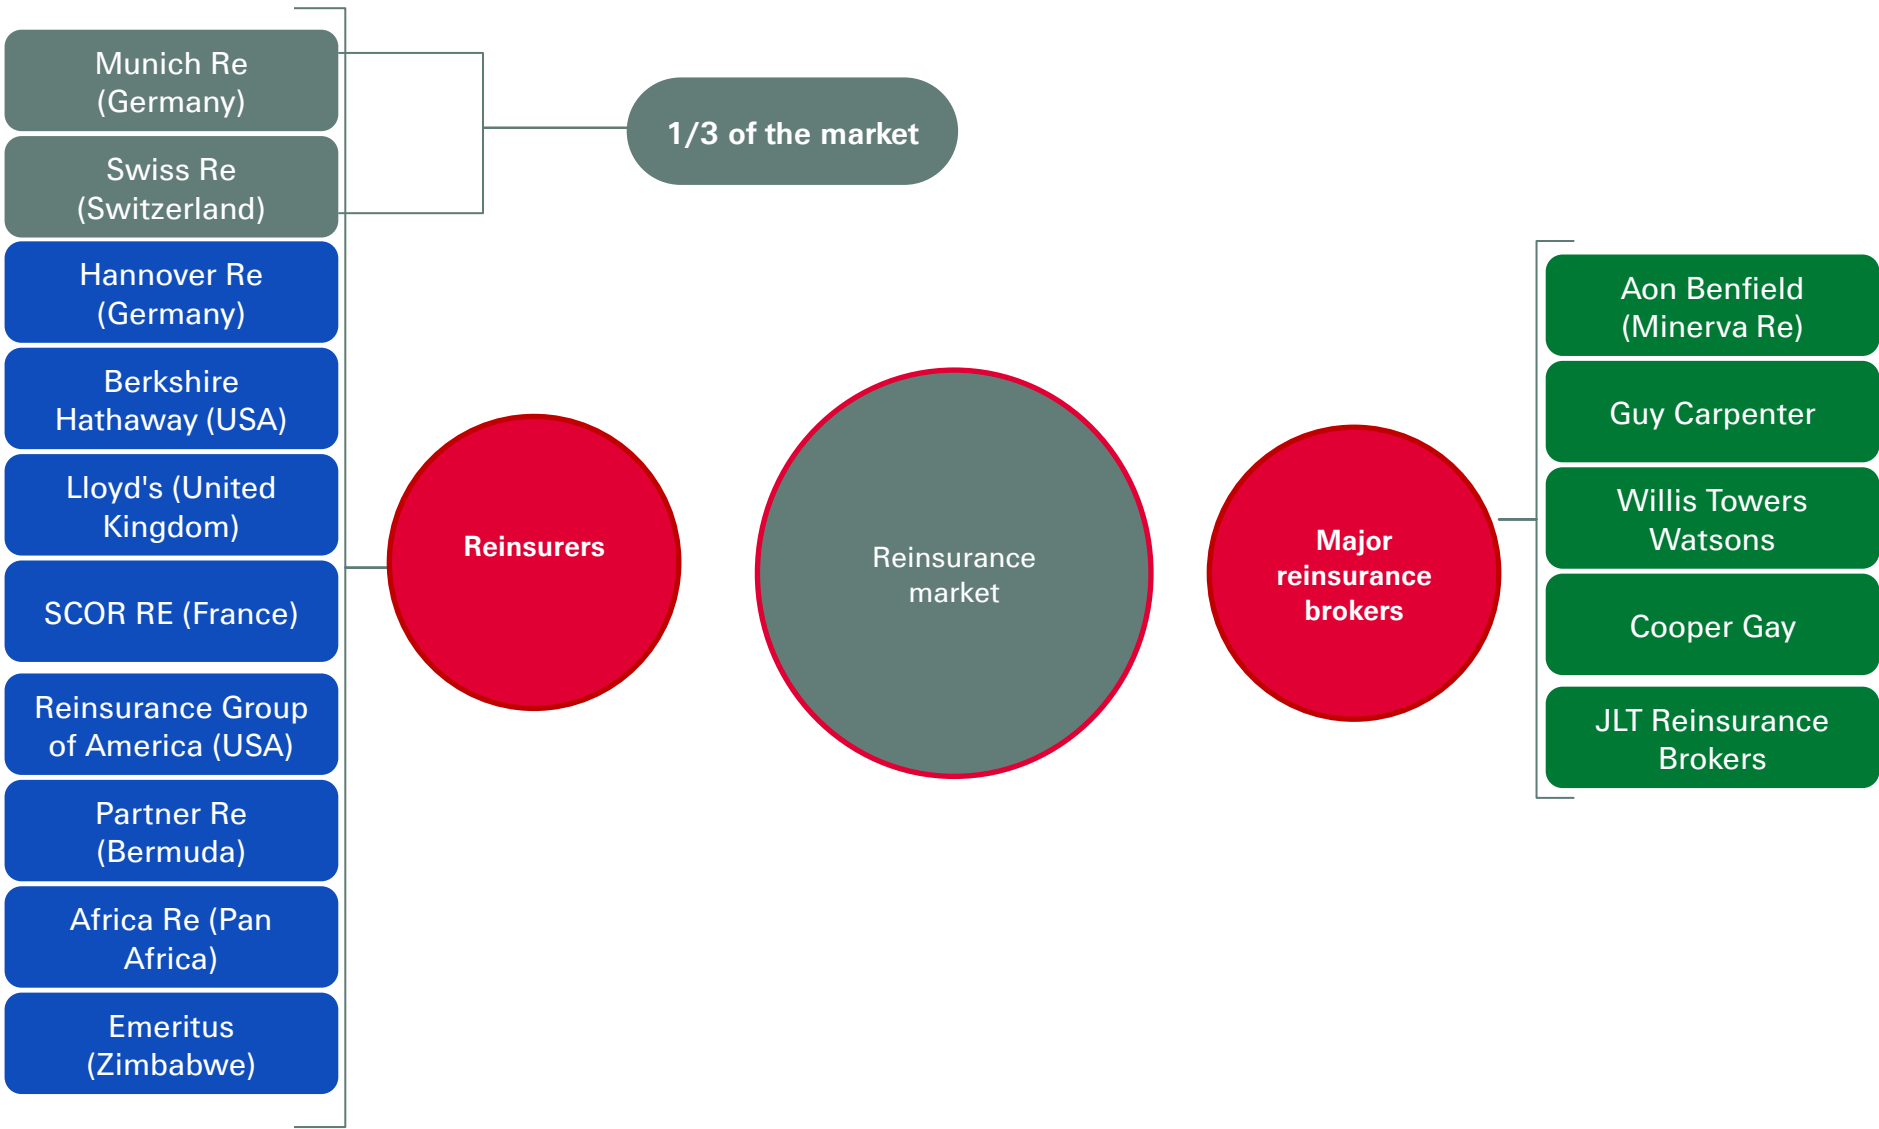 Munich Re
(Germany)
Swiss Re
(Switzerland)
Hannover Re
(Germany)
Berkshire
Hathaway (USA)
Lloyd's (United
Kingdom)
SCOR RE (France)
Reinsurance Group
of America (USA)
Partner Re
(Bermuda)
Africa Re (Pan
Africa)
Emeritus
(Zimbabwe)
1/3 of the market
Reinsurers
Reinsurance
market
Major
reinsurance
brokers
Aon Benfield
(Minerva Re)
Guy Carpenter
Willis Towers
Watsons
Cooper Gay
JLT Reinsurance
Brokers